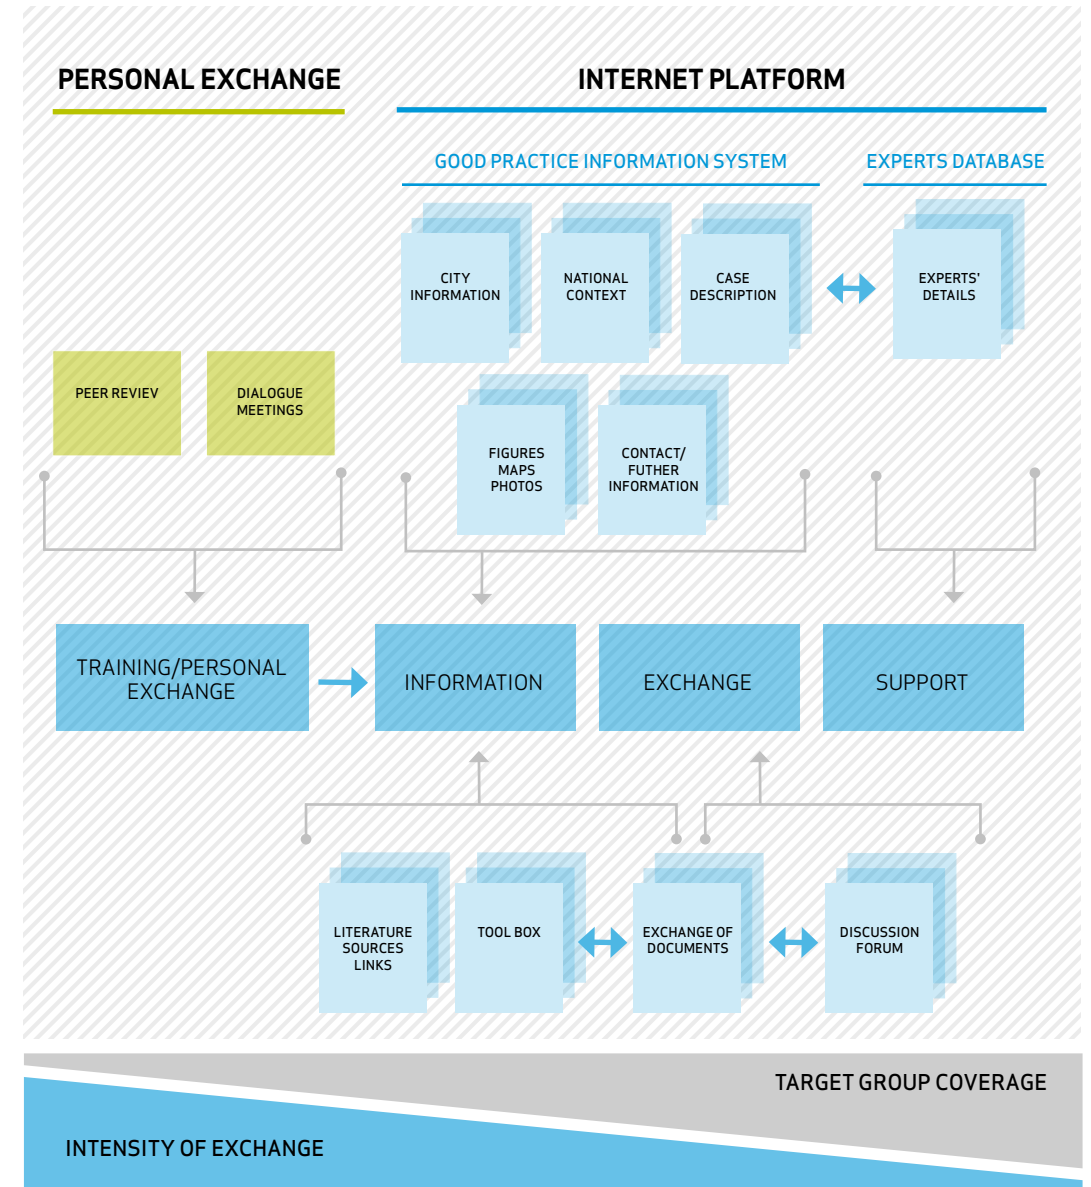 PERSONAL EXCHANGE
INTERNET PLATFORM
GOOD PRACTICE INFORMATION SYSTEM
EXPERTS DATABASE
CITY
INFORMATION
NATIONAL
CONTEXT
CASE
DESCRIPTION
EXPERTS'
DETAILS
PEER REVIEV
DIALOGUE
MEETINGS
FIGURES
MAPS
PHOTOS
CONTACT/
FUTHER
INFORMATION
TRAINING/PERSONAL
EXCHANGE
INFORMATION
EXCHANGE
SUPPORT
LITERATURE
SOURCES
LINKS
TOOL BOX
EXCHANGE OF
DOCUMENTS
DISCUSSION
FORUM
TARGET GROUP COVERAGE
INTENSITY OF EXCHANGE